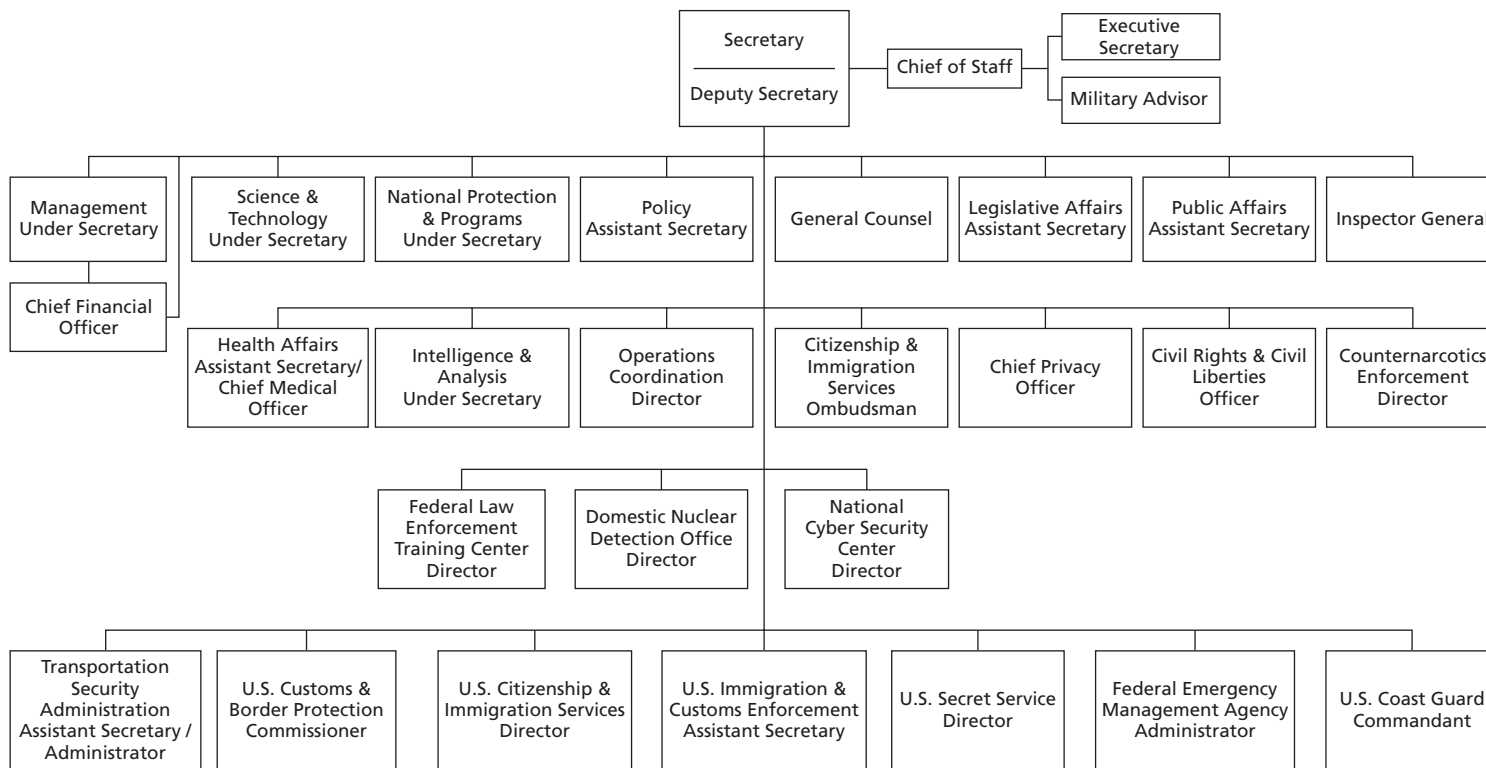 Secretary
Deputy Secretary
Chief of Staff
Executive
Secretary
Military Advisor
Management
Under Secretary
Science &
Technology
Under Secretary
National Protection
& Programs
Under Secretary
Policy
Assistant Secretary
General Counsel
Legislative Affairs
Assistant Secretary
Public Affairs
Assistant Secretary
Inspector General
Chief Financial
Officer
Health Affairs
Assistant Secretary/
Chief Medical
Officer
Intelligence &
Analysis
Under Secretary
Operations
Coordination
Director
Citizenship &
Immigration
Services
Ombudsman
Chief Privacy
Officer
Civil Rights & Civil
Liberties
Officer
Counternarcotics
Enforcement
Director
Federal Law
Enforcement
Training Center
Director
Domestic Nuclear
Detection Office
Director
National
Cyber Security
Center
Director
Transportation
Security
Administration
Assistant Secretary /
Administrator
U.S. Customs &
Border Protection
Commissioner
U.S. Citizenship &
Immigration Services
Director
U.S. Immigration &
Customs Enforcement
Assistant Secretary
U.S. Secret Service
Director
Federal Emergency
Management Agency
Administrator
U.S. Coast Guard
Commandant